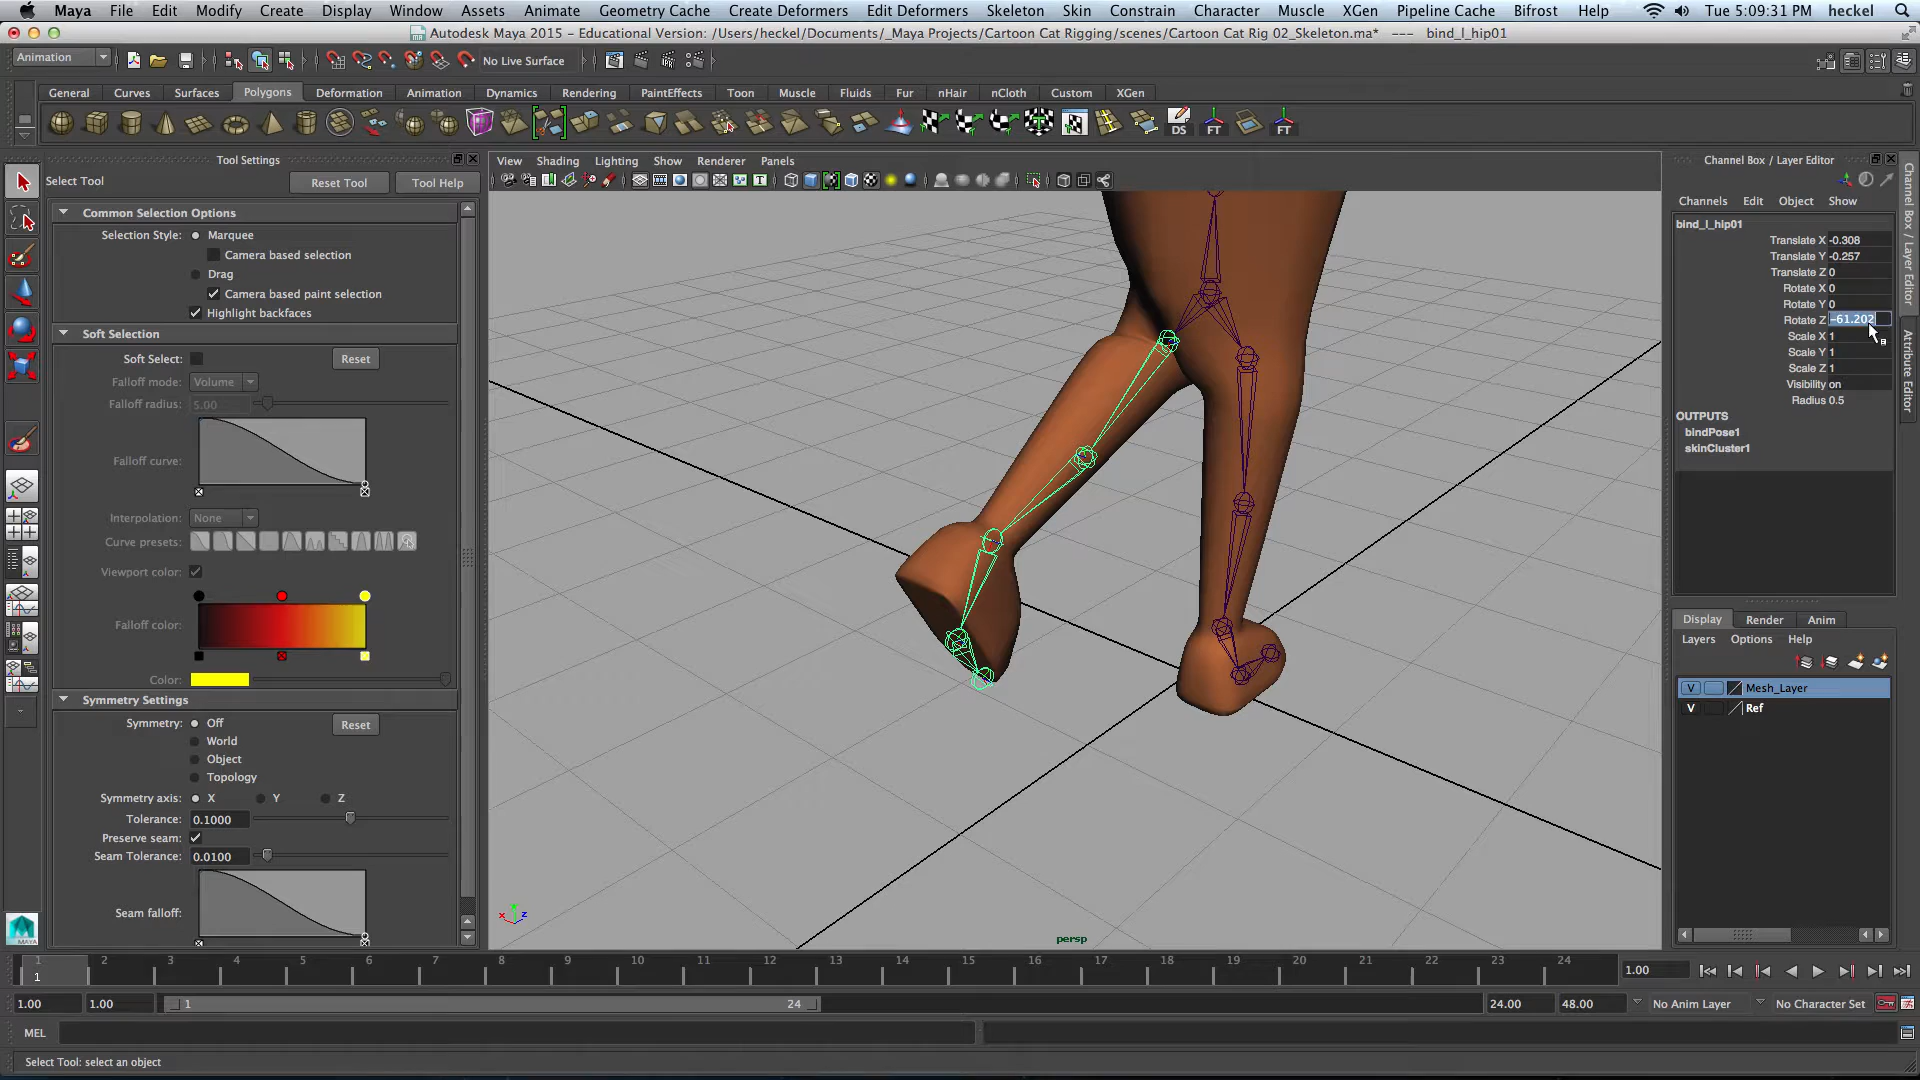 Maya File Edit Modify Create Display Window Assets Animate Geometry Cache Create Deformers Edit Deformers Skeleton Skin Constrain Character Muscle XGen Pipeline Cache Bifrost Help Tue 5:09:31 PM heckel
Autodesk Maya 2015 - Educational Version: /Users/heckel/Documents/_Maya Projects/Cartoon Cat Rigging/scenes/Cartoon Cat Rig 02_Skeleton.ma* --- bind_l_hip01
Animation No Live Surface
General Curves Surfaces Polygons Deformation Animation Dynamics Rendering PaintEffects Toon Muscle Fluids Fur nHair nCloth Custom XGen
DS FT FT
Tool Settings
Select Tool Reset Tool Tool Help
Common Selection Options
Selection Style: Marquee
Camera based selection
Drag
Camera based paint selection
Highlight backfaces
Soft Selection
Soft Select: Reset
Falloff mode: Volume
Falloff radius: 5.00
Falloff curve:
Interpolation: None
Curve presets:
Viewport color:
Falloff color:
Color:
Symmetry Settings
Symmetry: Off Reset
World
Object
Topology
Symmetry axis: X Y Z
Tolerance: 0.1000
Preserve seam:
Seam Tolerance: 0.0100
Seam falloff:
MAYA
View Shading Lighting Show Renderer Panels
x y z
persp
Channel Box / Layer Editor
Channels Edit Object Show
bind_l_hip01
Translate X -0.308
Translate Y -0.257
Translate Z 0
Rotate X 0
Rotate Y 0
Rotate Z -61.202
Scale X 1
Scale Y 1
Scale Z 1
Visibility on
Radius 0.5
OUTPUTS
bindPose1
skinCluster1
Channel Box / Layer Editor
Attribute Editor
Display Render Anim
Layers Options Help
V Mesh_Layer
V Ref
1 2 3 4 5 6 7 8 9 10 11 12 13 14 15 16 17 18 19 20 21 22 23 24
1 1.00
1.00 1.00 1 24 24.00 48.00 No Anim Layer No Character Set
MEL
Select Tool: select an object